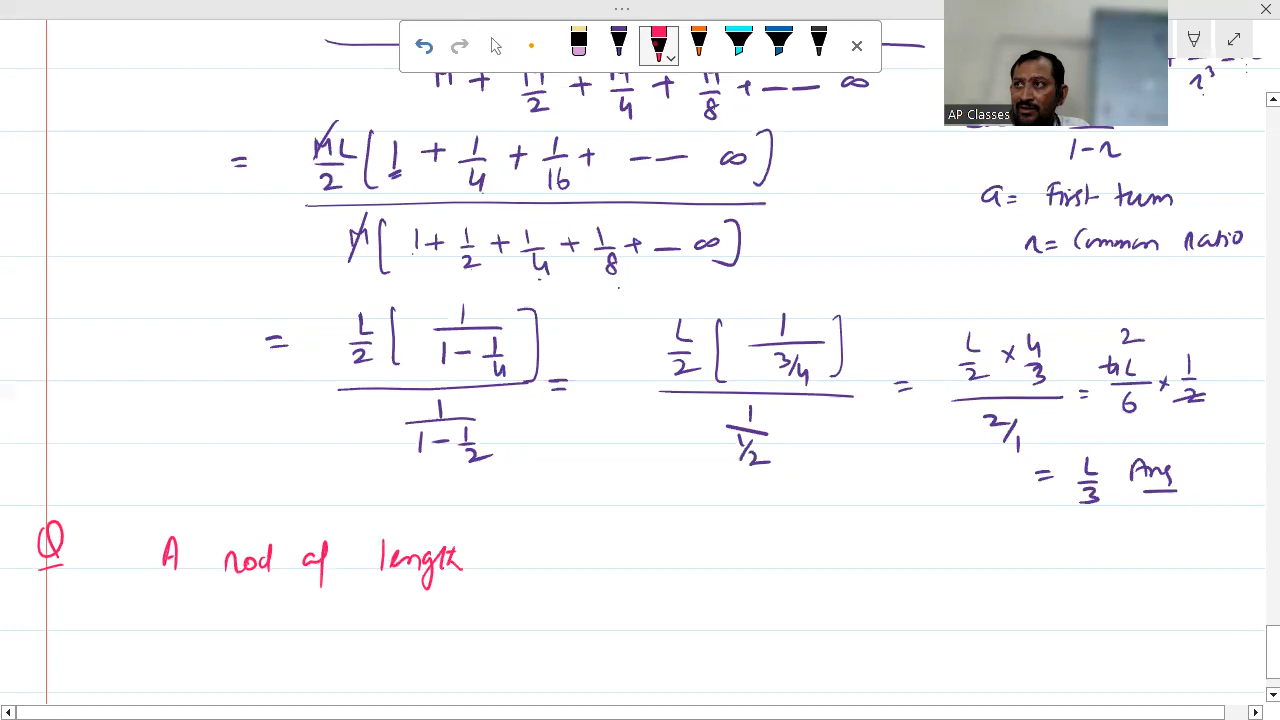 AP Classes
M + M/2 + M/4 + M/8 + -- ∞
= ML/2 [ 1 + 1/4 + 1/16 + -- ∞ ]
M [ 1 + 1/2 + 1/4 + 1/8 + - ∞ ]
1-r
a = First term
r = Common ratio
= L/2 [ 1/(1 - 1/4) ] / 1/(1 - 1/2) = L/2 [ 1/(3/4) ] / 1/(1/2) = L/2 × 4/3 / 2/1 = 4L/6 × 1/2 2
= L/3 Ans
Q A rod of length